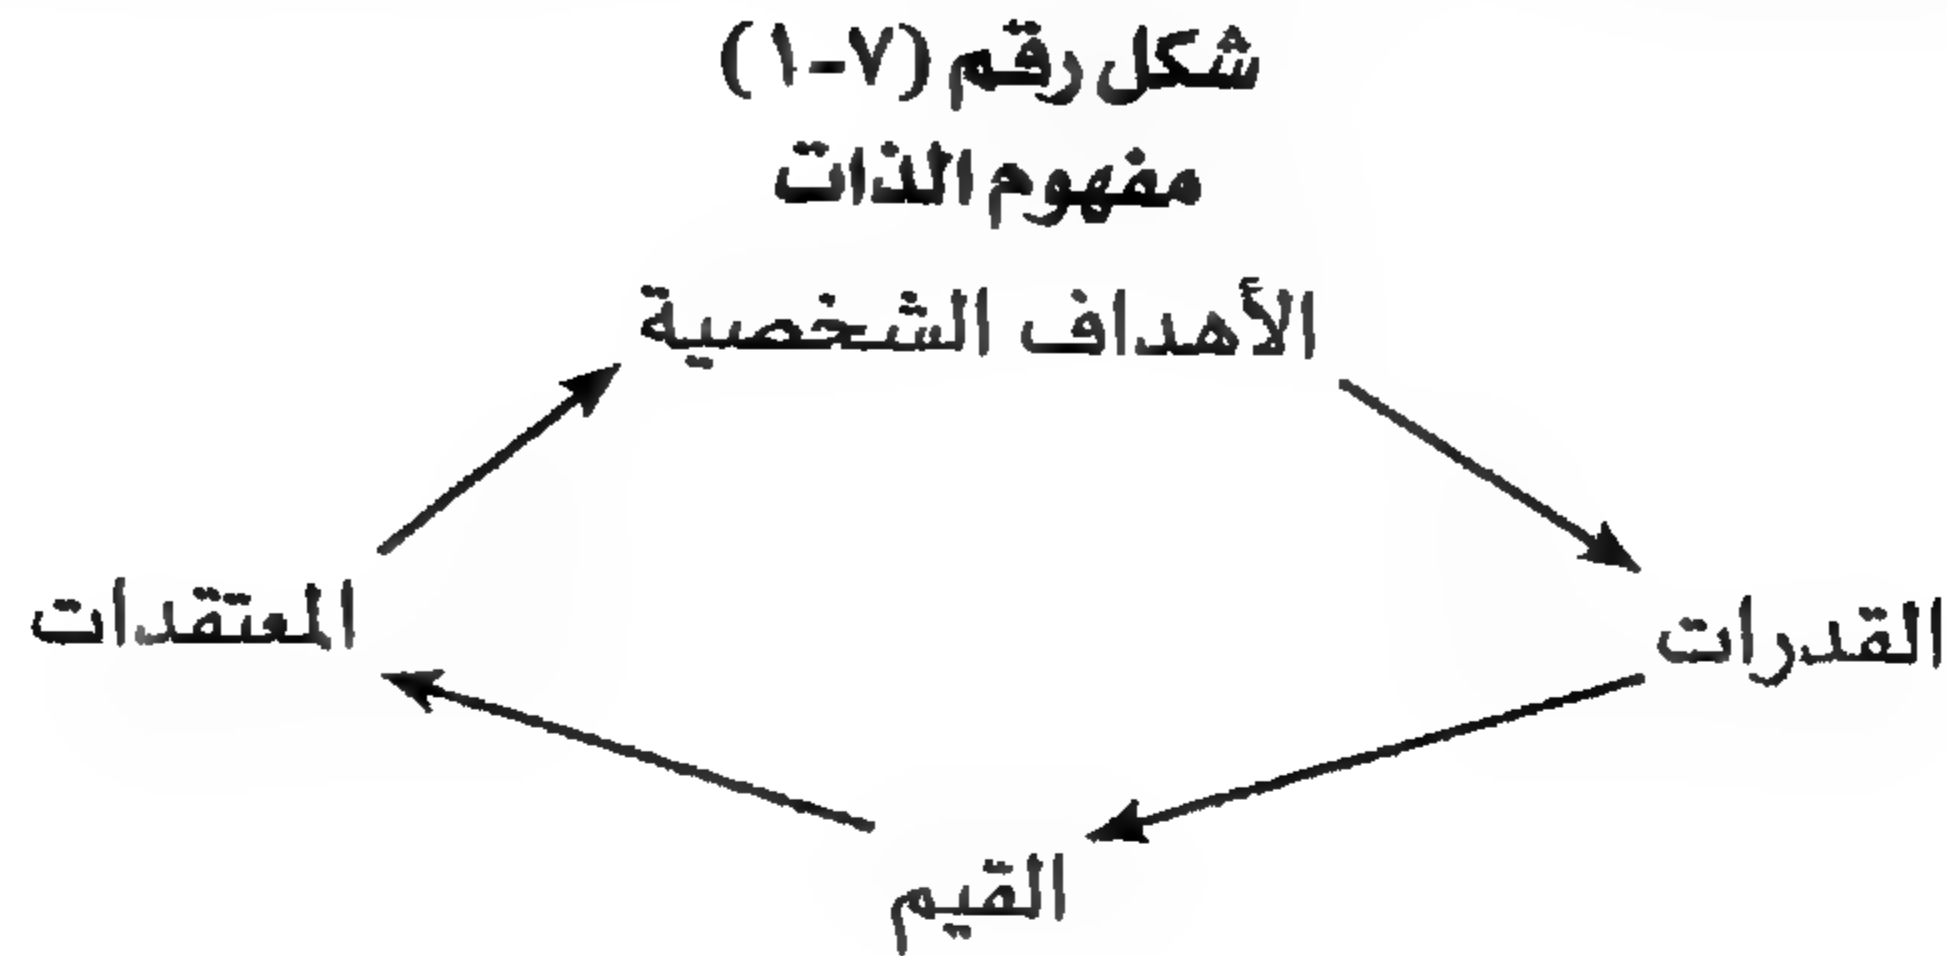 شكل رقم (٧-١)
مفهوم الذات
الأهداف الشخصية
القدرات
المعتقدات
القيم